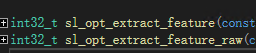 int32_t sl_opt_extract_feature(const
int32_t sl_opt_extract_feature_raw(c